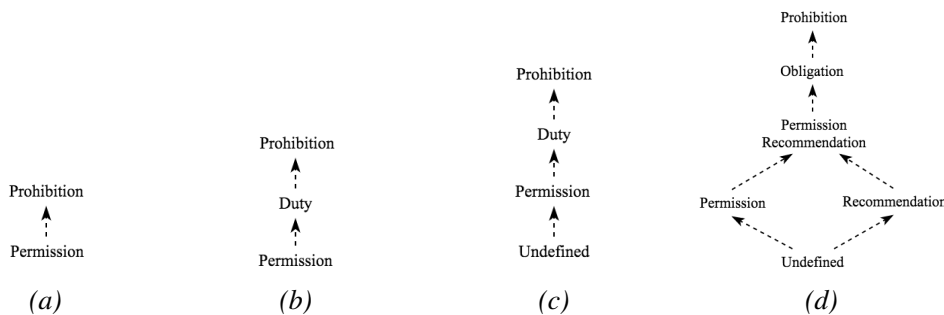 Prohibition
Permission
(a)
Prohibition
Duty
Permission
(b)
Prohibition
Duty
Permission
Undefined
(c)
Prohibition
Obligation
Permission
Recommendation
Permission
Recommendation
Undefined
(d)